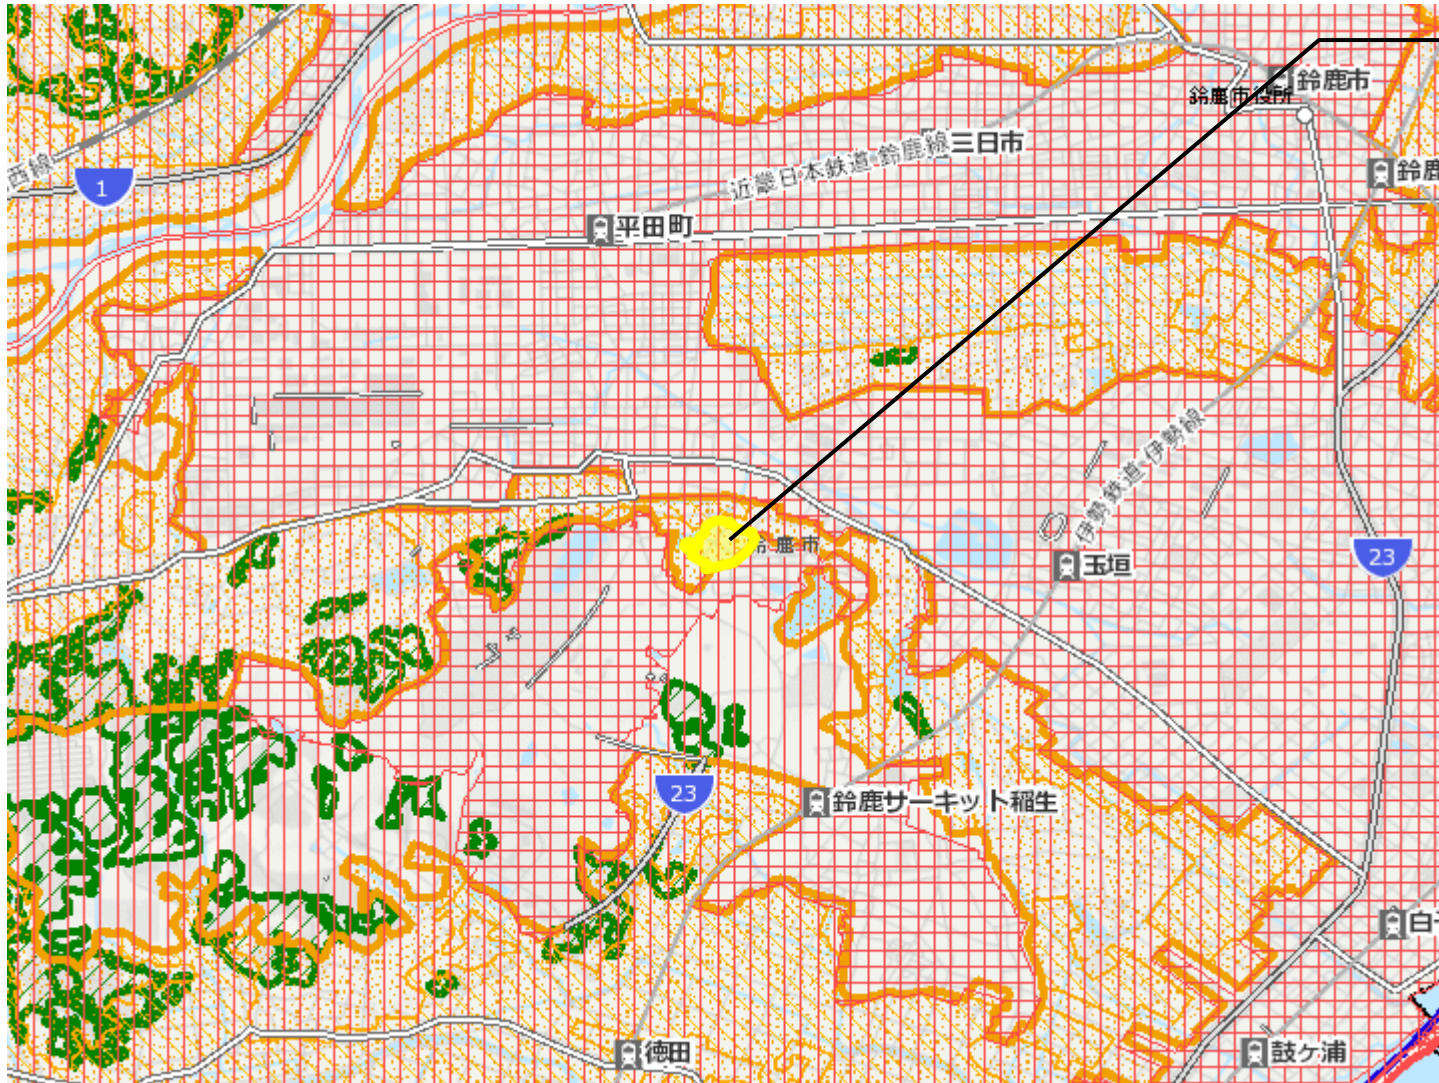 鈴鹿市
鈴鹿市役所
三日市
近畿日本鉄道 鈴鹿線
鈴鹿
西線
1
平田町
伊勢鉄道 伊勢線
鈴鹿市
23
玉垣
23
鈴鹿サーキット稲生
白子
徳田
鼓ヶ浦